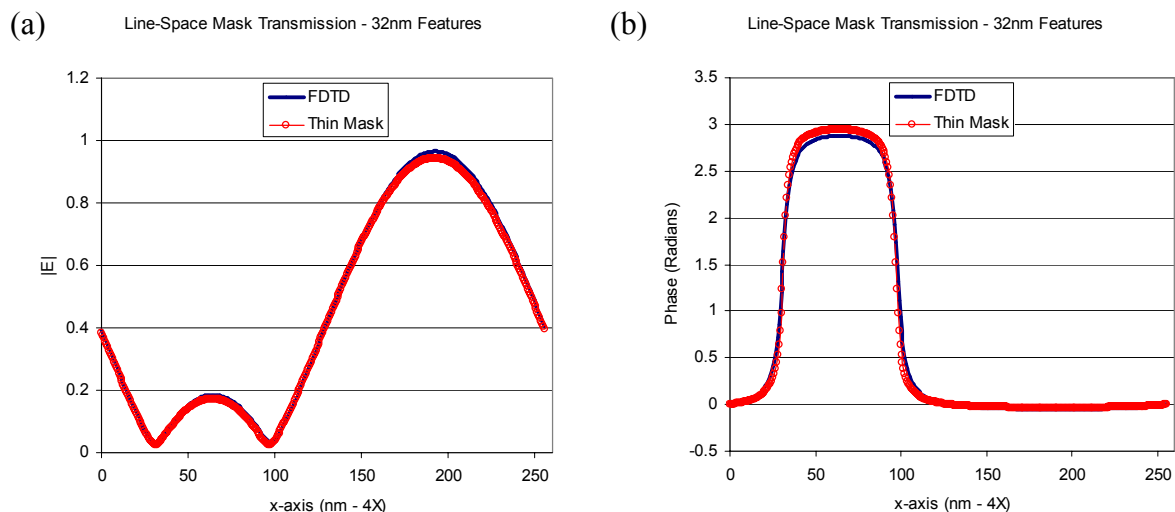 (a)
Line-Space Mask Transmission - 32nm Features
FDTD
Thin Mask
1.2
1
0.8
0.6
0.4
0.2
0
|E|
0
50
100
150
200
250
x-axis (nm - 4X)
(b)
Line-Space Mask Transmission - 32nm Features
FDTD
Thin Mask
3.5
3
2.5
2
1.5
1
0.5
0
-0.5
Phase (Radians)
0
50
100
150
200
250
x-axis (nm - 4X)